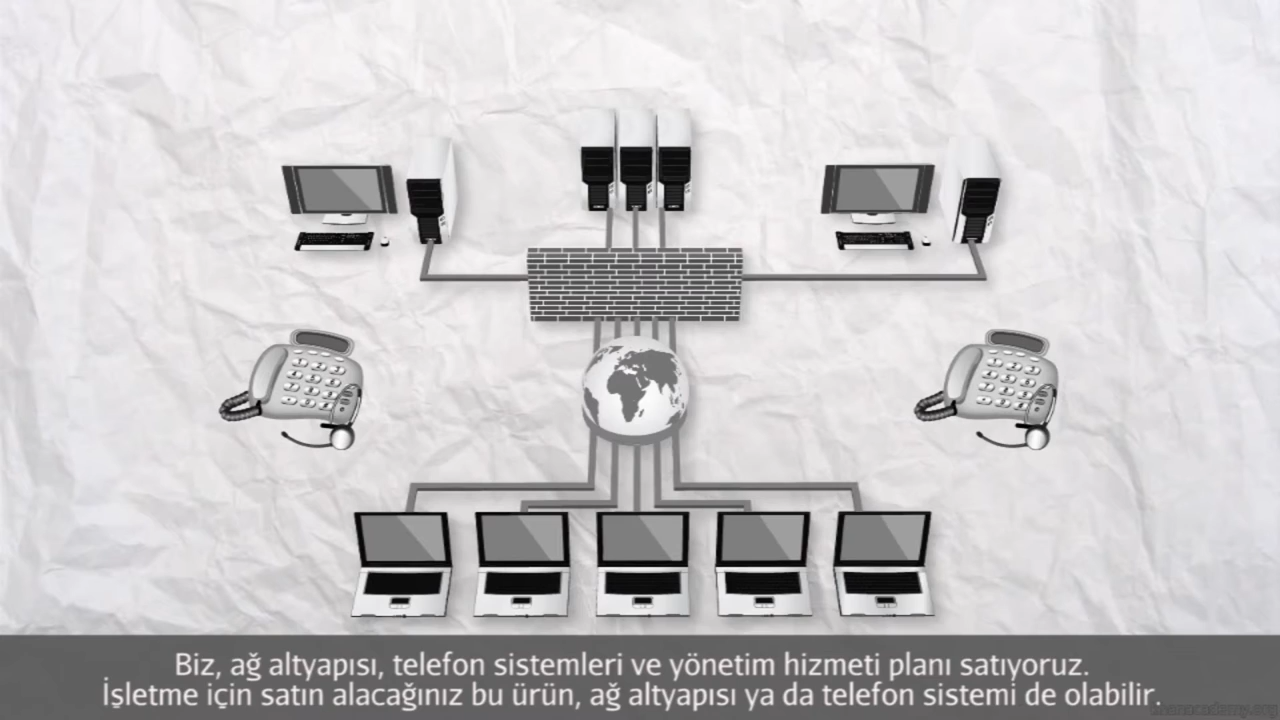 Biz, ağ altyapısı, telefon sistemleri ve yönetim hizmeti planı satıyoruz.
İşletme için satın alacağınız bu ürün, ağ altyapısı ya da telefon sistemi de olabilir.